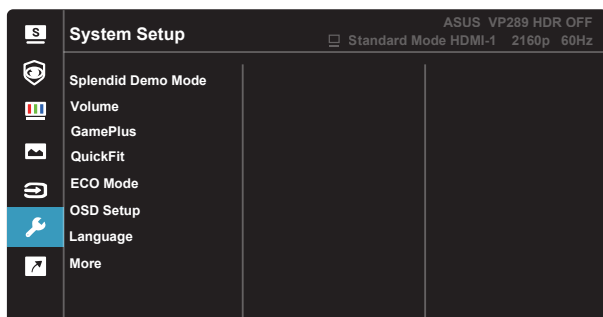 S
System Setup
ASUS VP289 HDR OFF
Standard Mode HDMI-1 2160p 60Hz
Splendid Demo Mode
Volume
GamePlus
QuickFit
ECO Mode
OSD Setup
Language
More